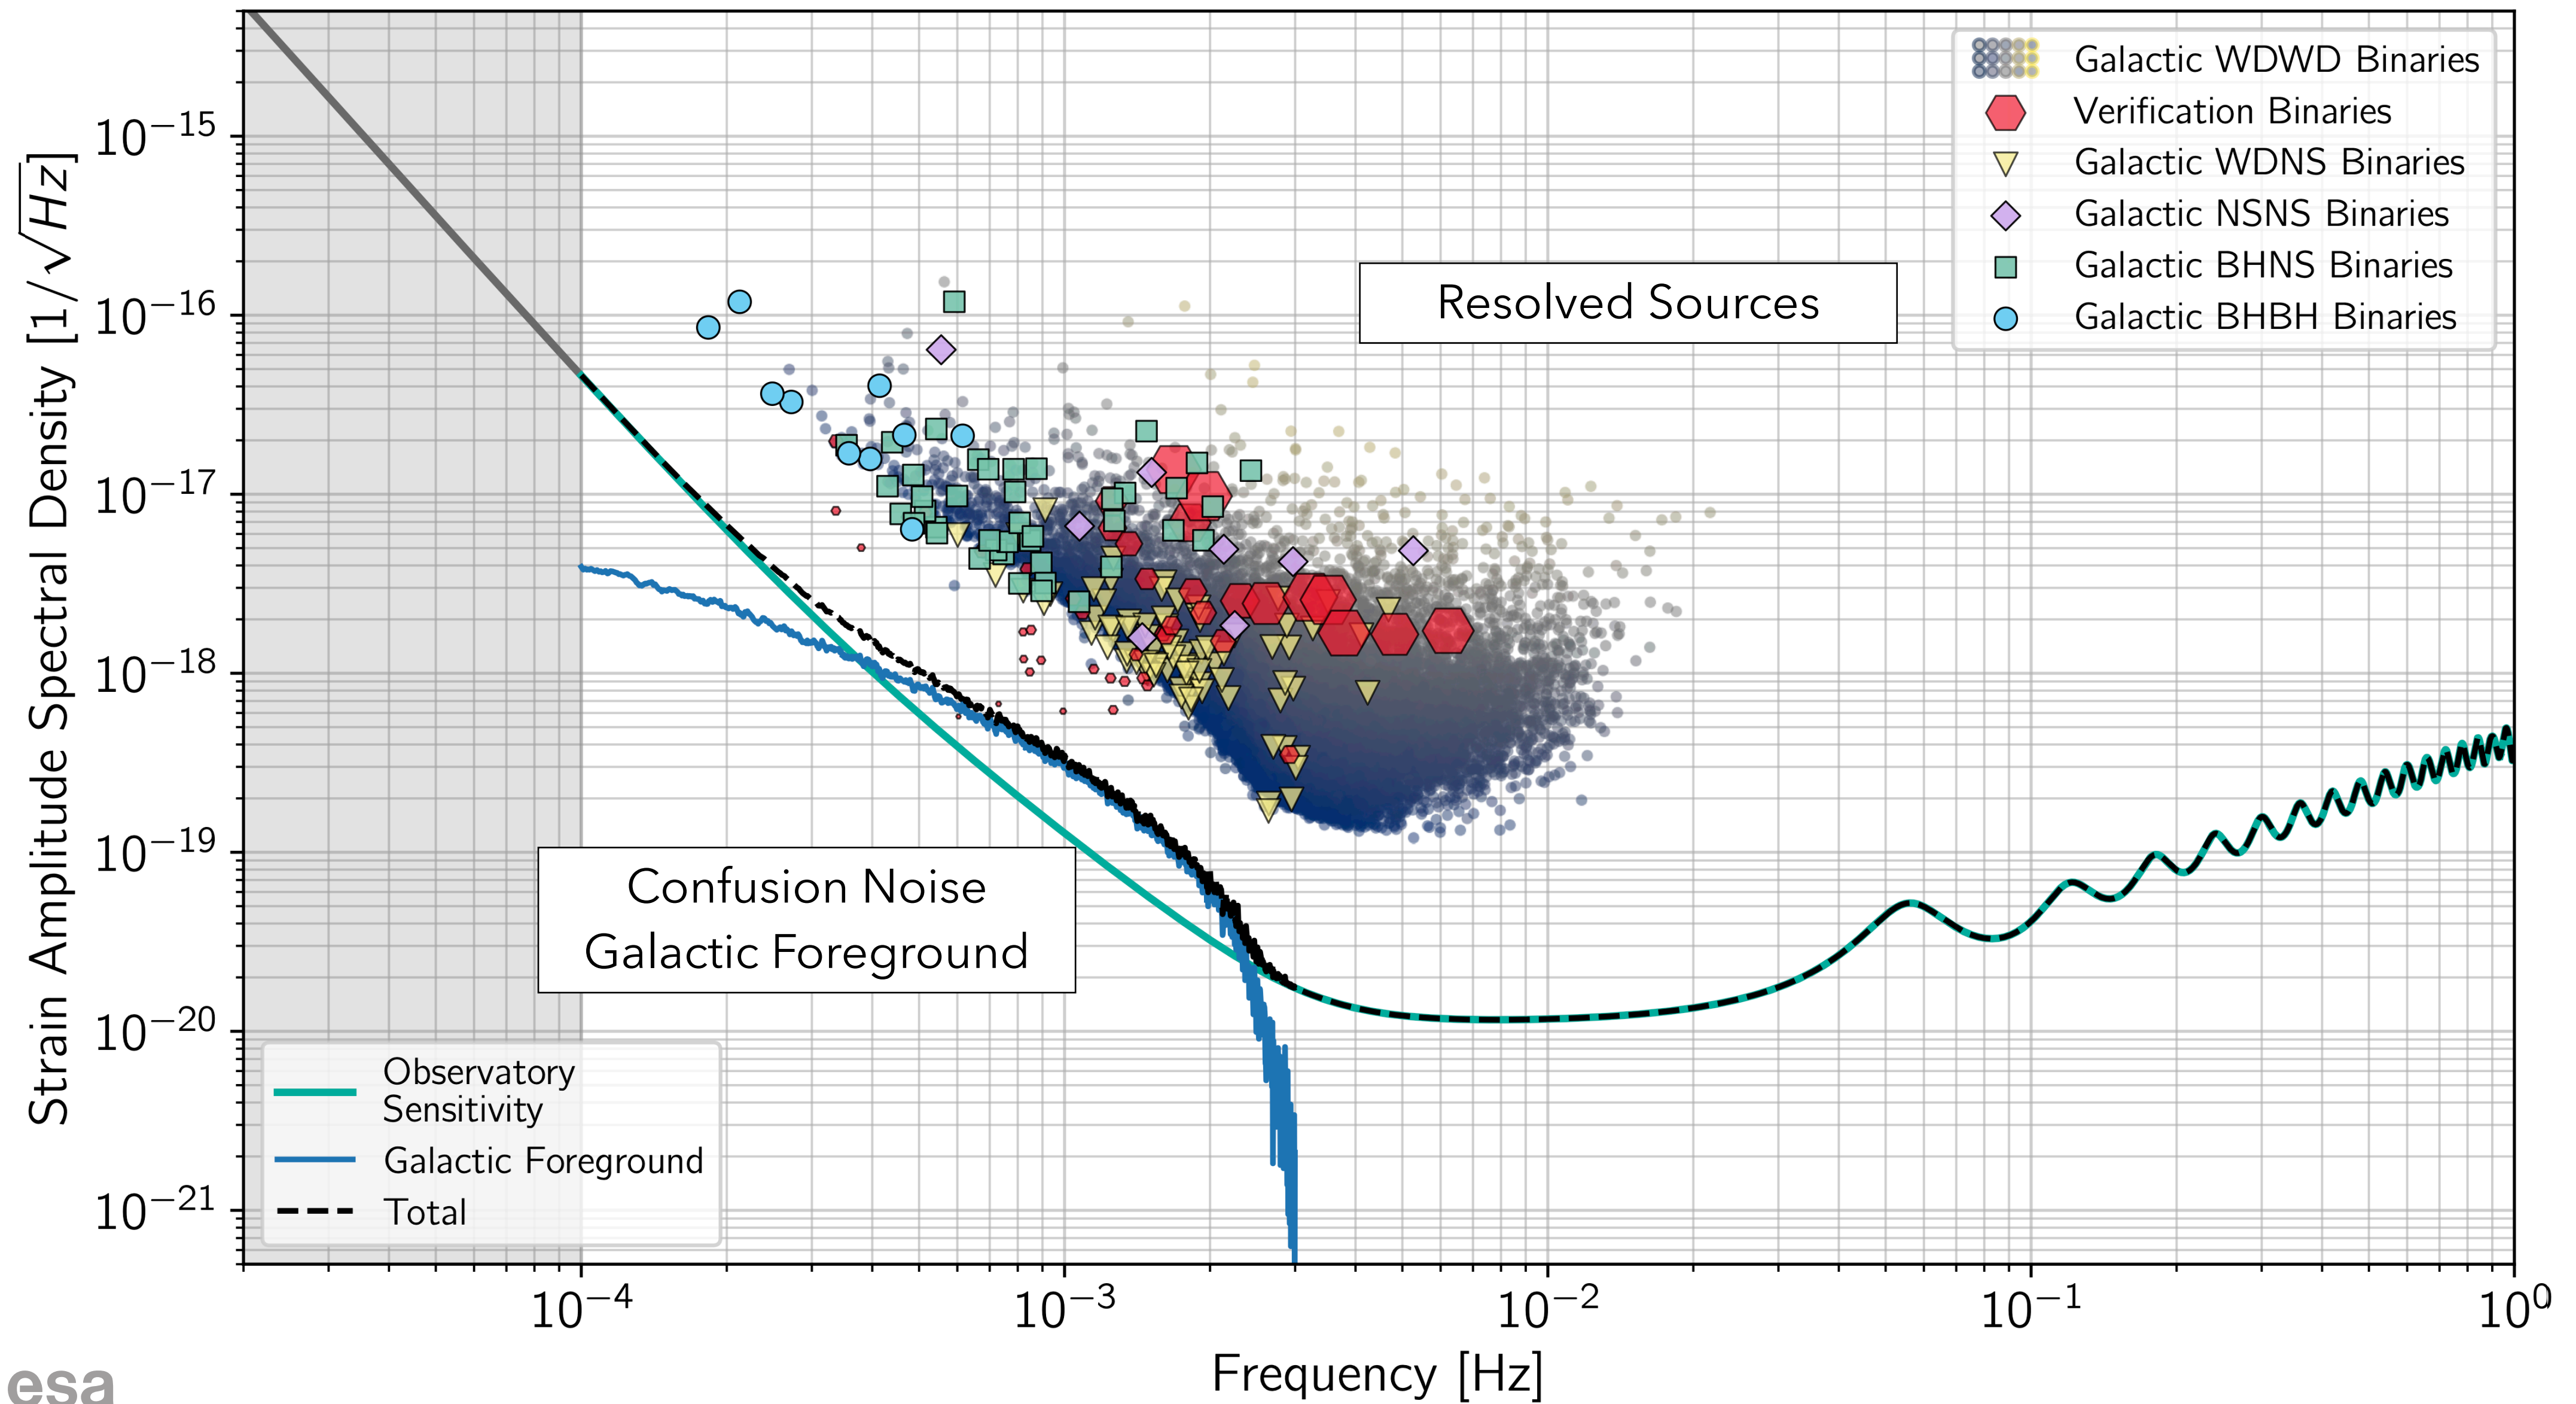 Strain Amplitude Spectral Density [1/√Hz]
10⁻¹⁵
10⁻¹⁶
10⁻¹⁷
10⁻¹⁸
10⁻¹⁹
10⁻²⁰
10⁻²¹
Galactic WDWD Binaries
Verification Binaries
Galactic WDNS Binaries
Galactic NSNS Binaries
Galactic BHNS Binaries
Galactic BHBH Binaries
Resolved Sources
Confusion Noise
Galactic Foreground
Observatory
Sensitivity
Galactic Foreground
Total
10⁻⁴ 10⁻³ 10⁻² 10⁻¹ 10⁰
Frequency [Hz]
esa